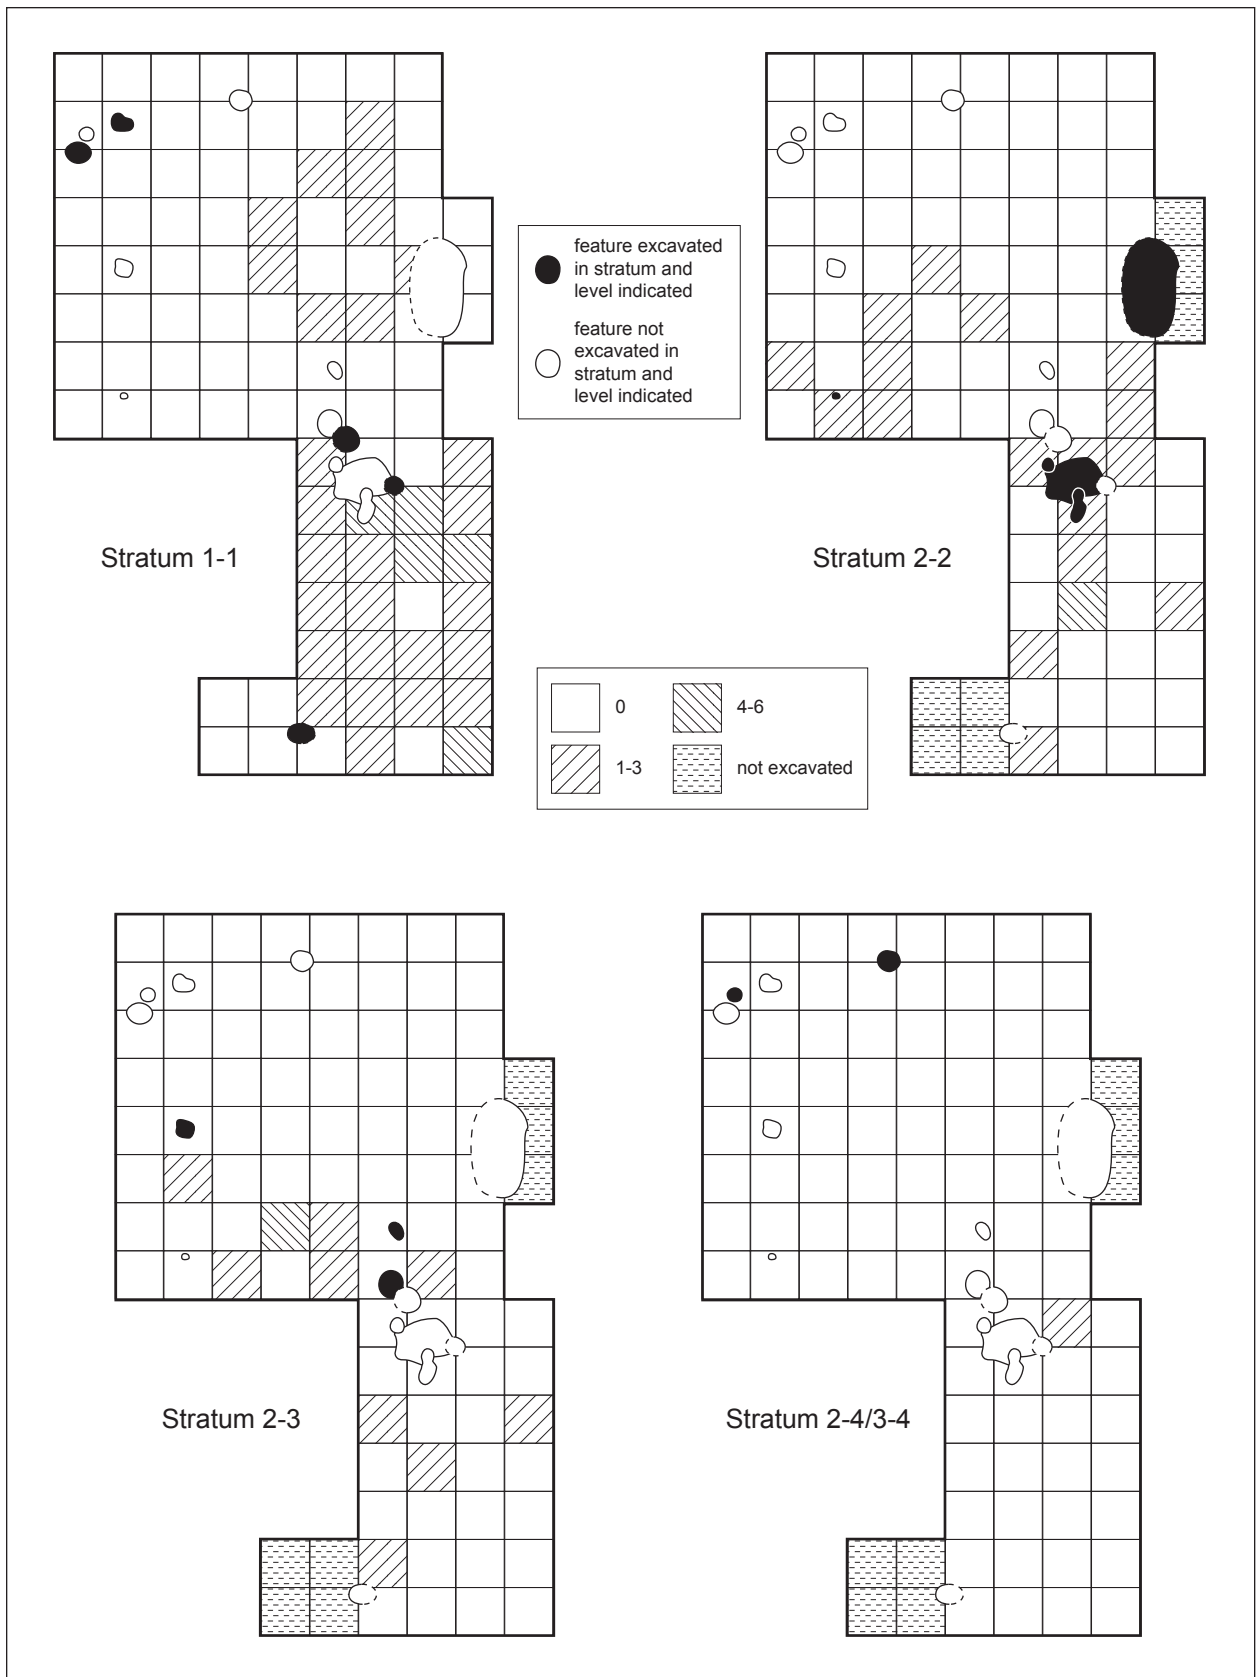 feature excavated
in stratum and
level indicated
feature not
excavated in
stratum and
level indicated
Stratum 1-1
Stratum 2-2
0
4-6
1-3
not excavated
Stratum 2-3
Stratum 2-4/3-4